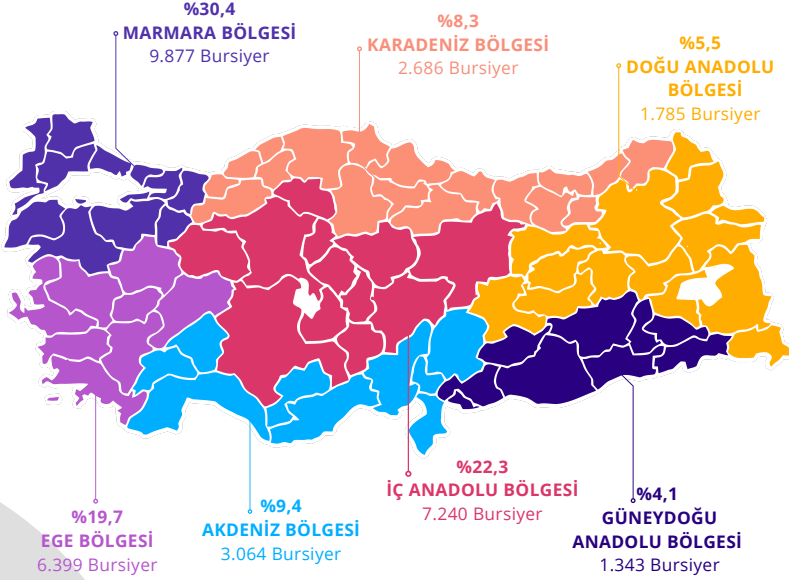 %30,4
MARMARA BÖLGESİ
9.877 Bursiyer
%8,3
KARADENİZ BÖLGESİ
2.686 Bursiyer
%5,5
DOĞU ANADOLU
BÖLGESİ
1.785 Bursiyer
%19,7
EGE BÖLGESİ
6.399 Bursiyer
%9,4
AKDENİZ BÖLGESİ
3.064 Bursiyer
%22,3
İÇ ANADOLU BÖLGESİ
7.240 Bursiyer
%4,1
GÜNEYDOĞU
ANADOLU BÖLGESİ
1.343 Bursiyer